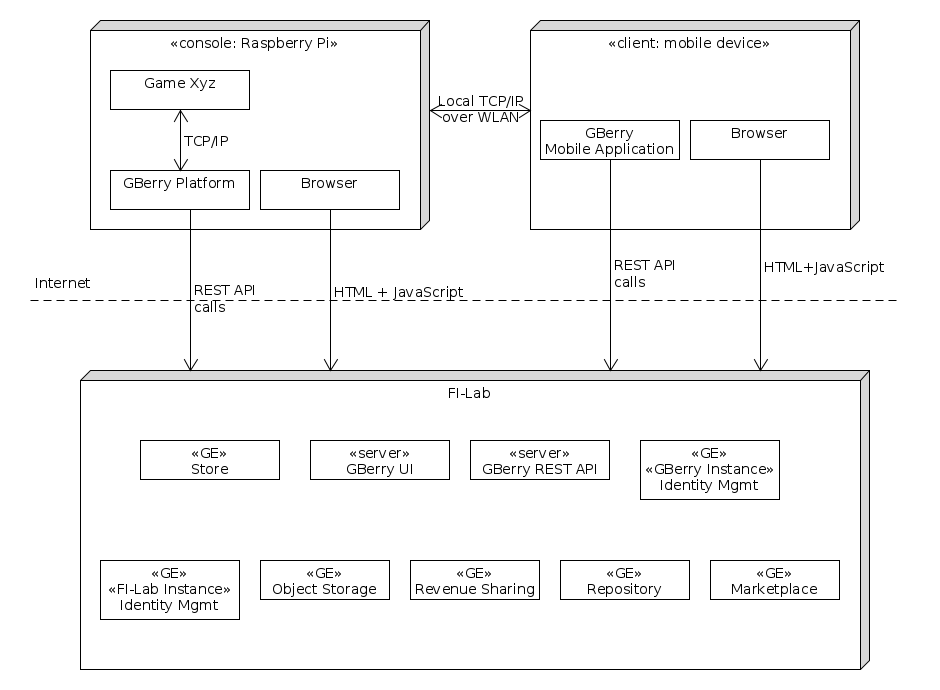 «console: Raspberry Pi»
Game Xyz
TCP/IP
GBerry Platform
Browser
Local TCP/IP
over WLAN
«client: mobile device»
GBerry
Mobile Application
Browser
Internet
REST API
calls
HTML + JavaScript
REST API
calls
HTML+JavaScript
FI-Lab
«GE»
Store
«server»
GBerry UI
«server»
GBerry REST API
«GE»
«GBerry Instance»
Identity Mgmt
«GE»
«FI-Lab Instance»
Identity Mgmt
«GE»
Object Storage
«GE»
Revenue Sharing
«GE»
Repository
«GE»
Marketplace